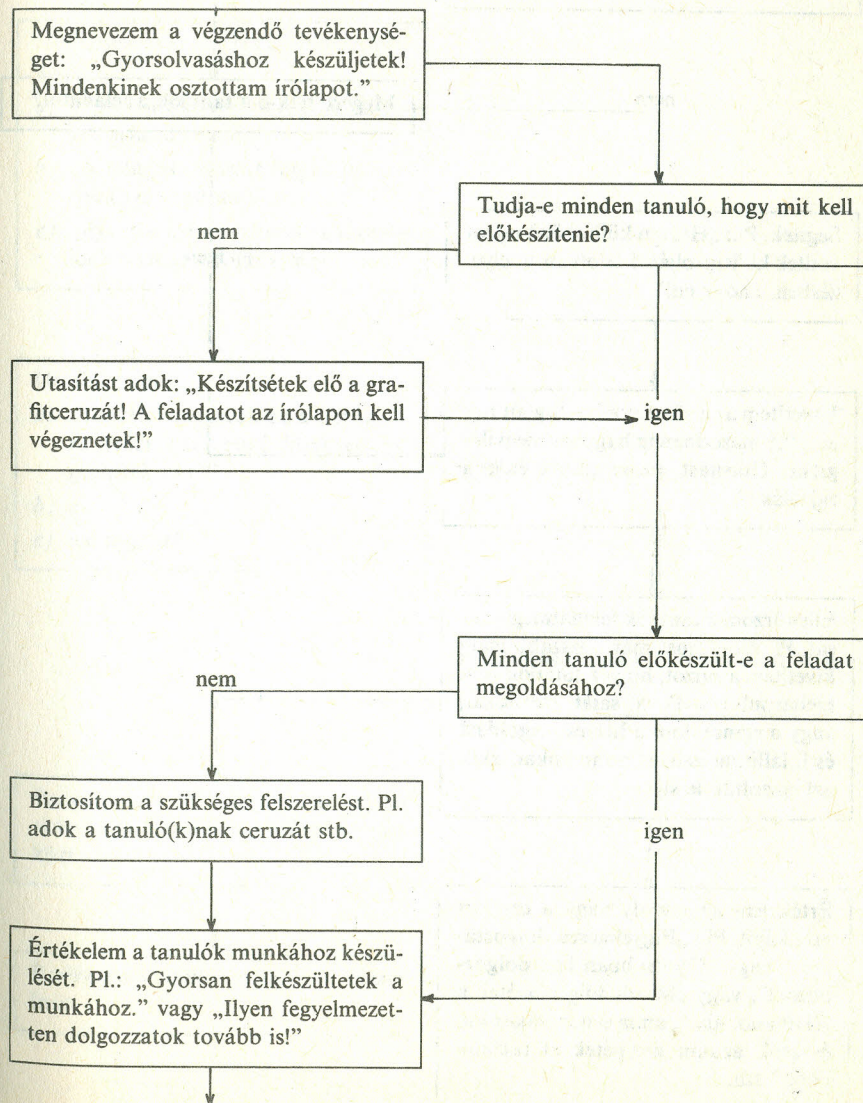 Megnevezem a végzendő tevékenysé-
get: „Gyorsolvasáshoz készüljetek!
Mindenkinek osztottam írólapot.”
Tudja-e minden tanuló, hogy mit kell
előkészítenie?
nem
Utasítást adok: „Készítsétek elő a gra-
fitceruzát! A feladatot az írólapon kell
végeznetek!”
igen
Minden tanuló előkészült-e a feladat
megoldásához?
nem
Biztosítom a szükséges felszerelést. Pl.
adok a tanuló(k)nak ceruzát stb.
igen
Értékelem a tanulók munkához készü-
lését. Pl.: „Gyorsan felkészültetek a
munkához.” vagy „Ilyen fegyelmezet-
ten dolgozzatok tovább is!”